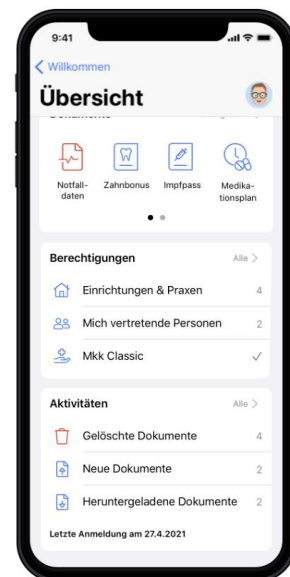 9:41
Willkommen
Übersicht
Notfall-
daten
Zahnbonus
Impfpass
Medika-
tionsplan
Berechtigungen
Alle
Einrichtungen & Praxen
4
Mich vertretende Personen
2
Mkk Classic
Aktivitäten
Alle
Gelöschte Dokumente
4
Neue Dokumente
2
Heruntergeladene Dokumente
2
Letzte Anmeldung am 27.4.2021